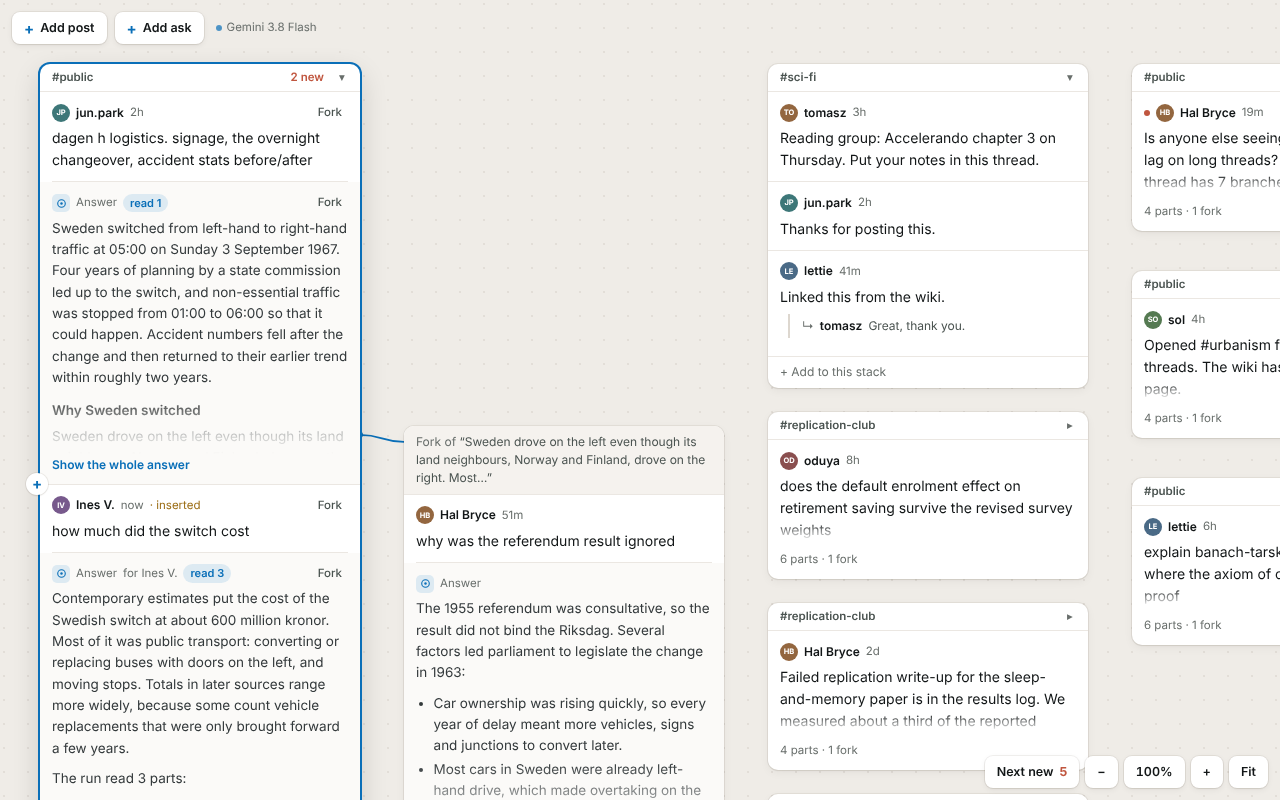 + Add post
+ Add ask
Gemini 3.8 Flash
#public 2 new
JP jun.park 2h Fork
dagen h logistics. signage, the overnight
changeover, accident stats before/after
Answer read 1 Fork
Sweden switched from left-hand to right-hand
traffic at 05:00 on Sunday 3 September 1967.
Four years of planning by a state commission
led up to the switch, and non-essential traffic
was stopped from 01:00 to 06:00 so that it
could happen. Accident numbers fell after the
change and then returned to their earlier trend
within roughly two years.
Why Sweden switched
Sweden drove on the left even though its land
Show the whole answer
+
IV Ines V. now · inserted Fork
how much did the switch cost
Answer for Ines V. read 3 Fork
Contemporary estimates put the cost of the
Swedish switch at about 600 million kronor.
Most of it was public transport: converting or
replacing buses with doors on the left, and
moving stops. Totals in later sources range
more widely, because some count vehicle
replacements that were only brought forward
a few years.
The run read 3 parts:
Fork of “Sweden drove on the left even though its
land neighbours, Norway and Finland, drove on the
right. Most…”
HB Hal Bryce 51m
why was the referendum result ignored
Answer
The 1955 referendum was consultative, so the
result did not bind the Riksdag. Several
factors led parliament to legislate the change
in 1963:
• Car ownership was rising quickly, so every
year of delay meant more vehicles, signs
and junctions to convert later.
• Most cars in Sweden were already left-
hand drive, which made overtaking on the
#sci-fi
TO tomasz 3h
Reading group: Accelerando chapter 3 on
Thursday. Put your notes in this thread.
JP jun.park 2h
Thanks for posting this.
LE lettie 41m
Linked this from the wiki.
↳ tomasz Great, thank you.
+ Add to this stack
#replication-club
OD oduya 8h
does the default enrolment effect on
retirement saving survive the revised survey
weights
6 parts · 1 fork
#replication-club
HB Hal Bryce 2d
Failed replication write-up for the sleep-
and-memory paper is in the results log. We
measured about a third of the reported
4 parts · 1 fork
#public
HB Hal Bryce 19m
Is anyone else seeing
lag on long threads?
thread has 7 branche
4 parts · 1 fork
#public
SO sol 4h
Opened #urbanism f
threads. The wiki has
page.
4 parts · 1 fork
#public
LE lettie 6h
explain banach-tarsk
where the axiom of c
proof
6 parts · 1 fork
Next new 5
−
100%
+
Fit